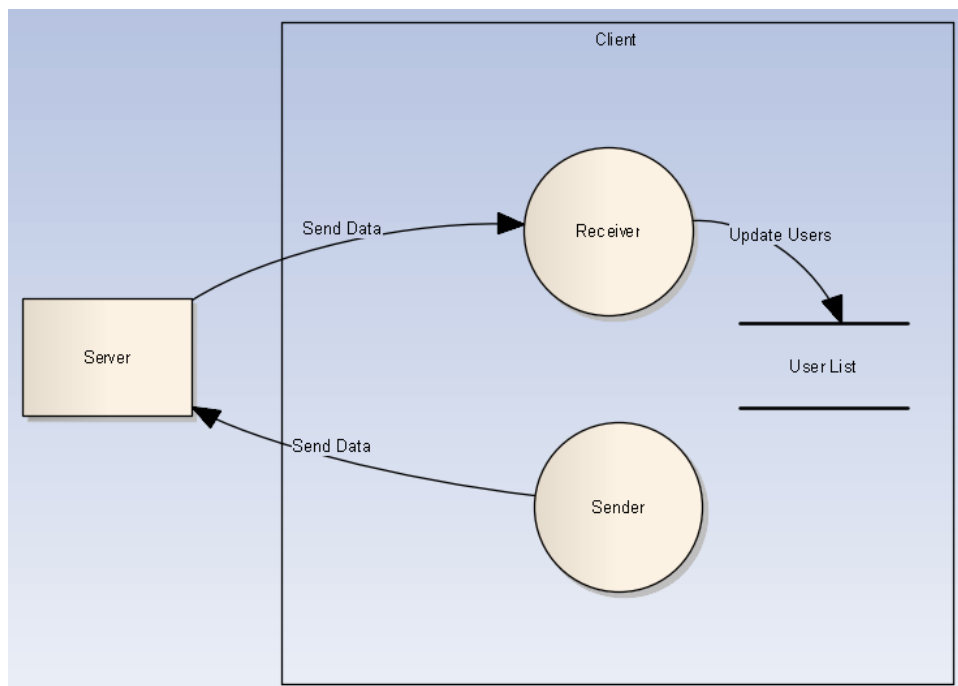 Client
Send Data
Receiver
Update Users
Server
User List
Send Data
Sender